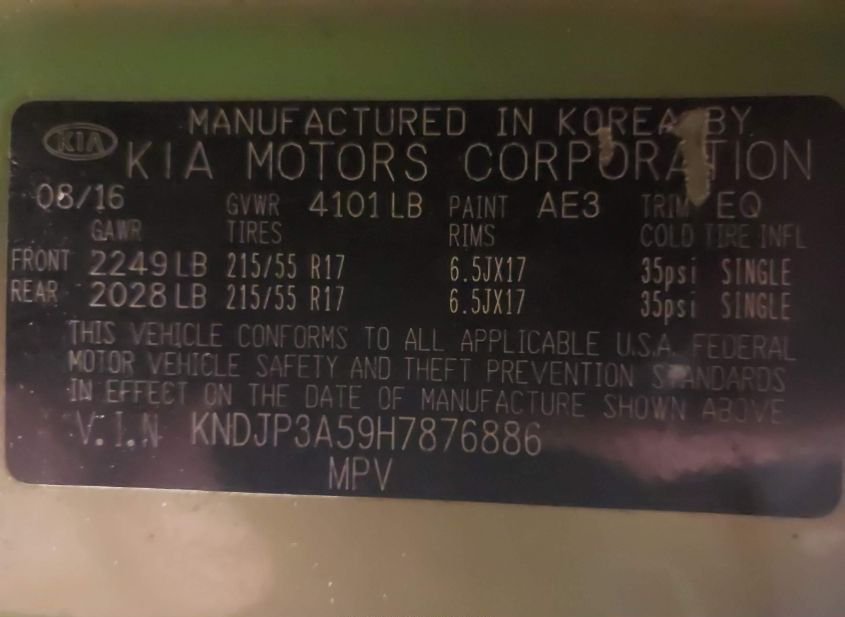 MANUFACTURED IN KOREA BY
KIA KIA MOTORS CORPORATION
08/16 GVWR 4101 LB PAINT AE3 TRIM EQ
GAWR TIRES RIMS COLD TIRE INFL
FRONT 2249 LB 215/55 R17 6.5JX17 35psi SINGLE
REAR 2028 LB 215/55 R17 6.5JX17 35psi SINGLE
THIS VEHICLE CONFORMS TO ALL APPLICABLE U.S.A. FEDERAL
MOTOR VEHICLE SAFETY AND THEFT PREVENTION STANDARDS
IN EFFECT ON THE DATE OF MANUFACTURE SHOWN ABOVE
V.I.N KNDJP3A59H7876886
MPV